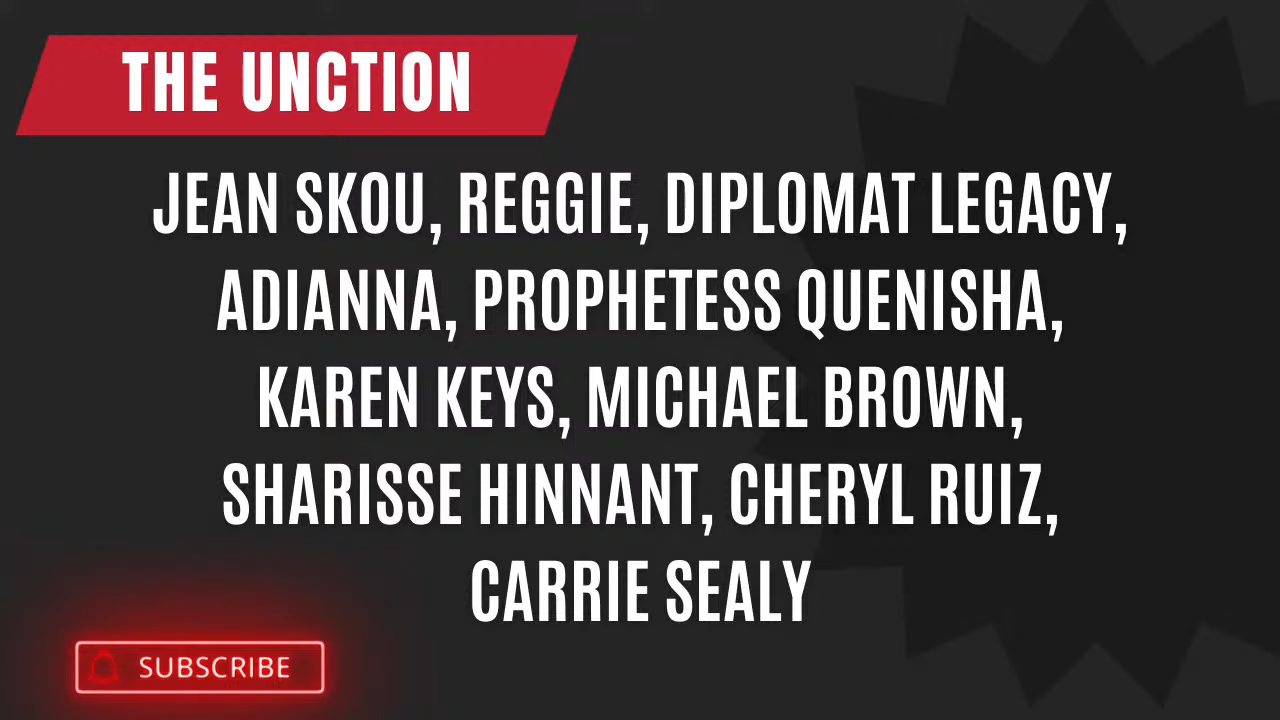 THE UNCTION
JEAN SKOU, REGGIE, DIPLOMAT LEGACY,
ADIANNA, PROPHETESS QUENISHA,
KAREN KEYS, MICHAEL BROWN,
SHARISSE HINNANT, CHERYL RUIZ,
CARRIE SEALY
SUBSCRIBE